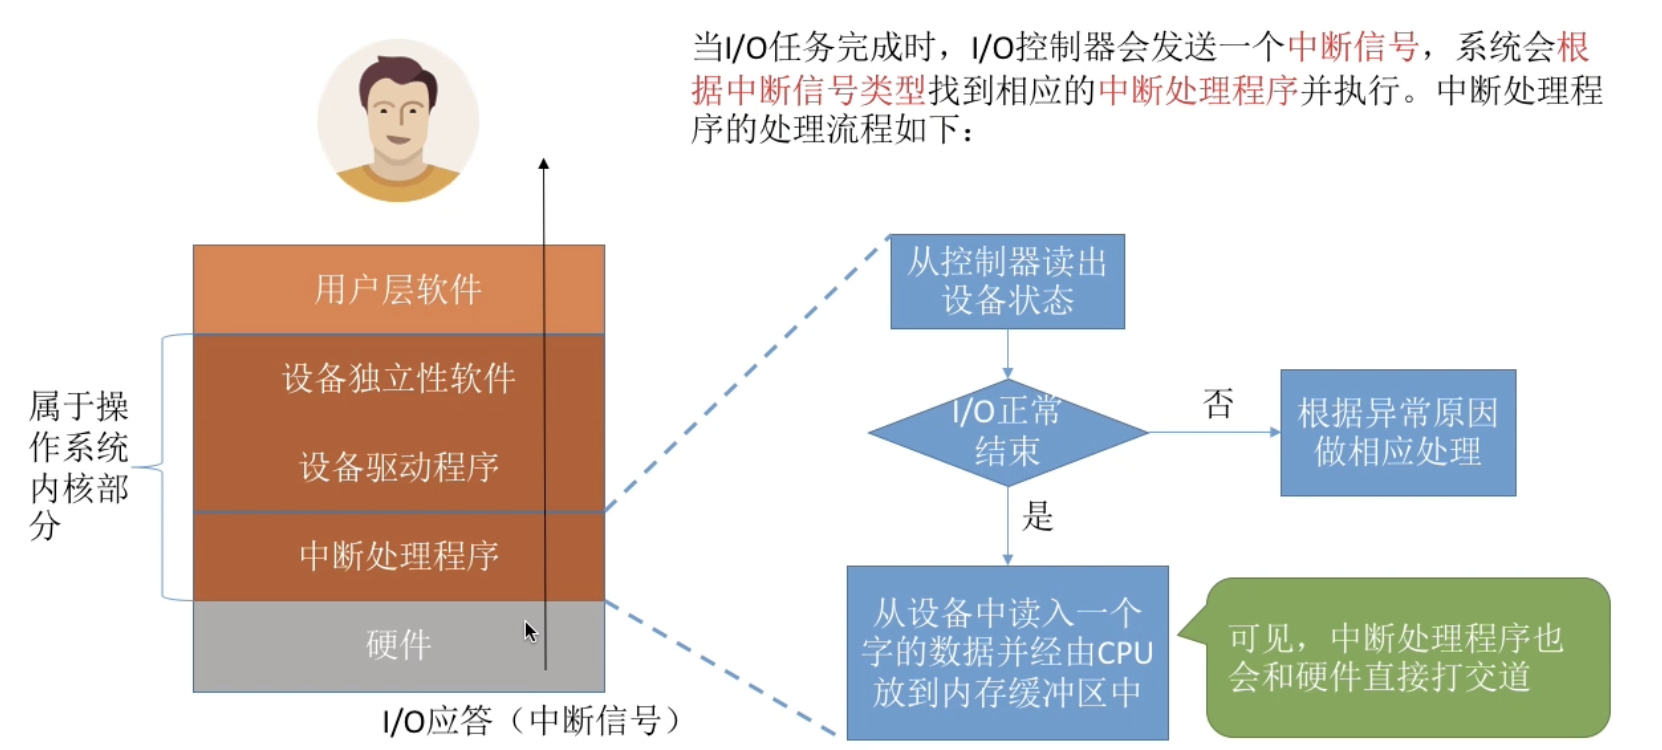 当I/O任务完成时，I/O控制器会发送一个中断信号，系统会根
据中断信号类型找到相应的中断处理程序并执行。中断处理程
序的处理流程如下：
用户层软件
设备独立性软件
设备驱动程序
中断处理程序
硬件
属于操
作系统
内核部
分
I/O应答（中断信号）
从控制器读出
设备状态
I/O正常
结束
否
根据异常原因
做相应处理
是
从设备中读入一个
字的数据并经由CPU
放到内存缓冲区中
可见，中断处理程序也
会和硬件直接打交道